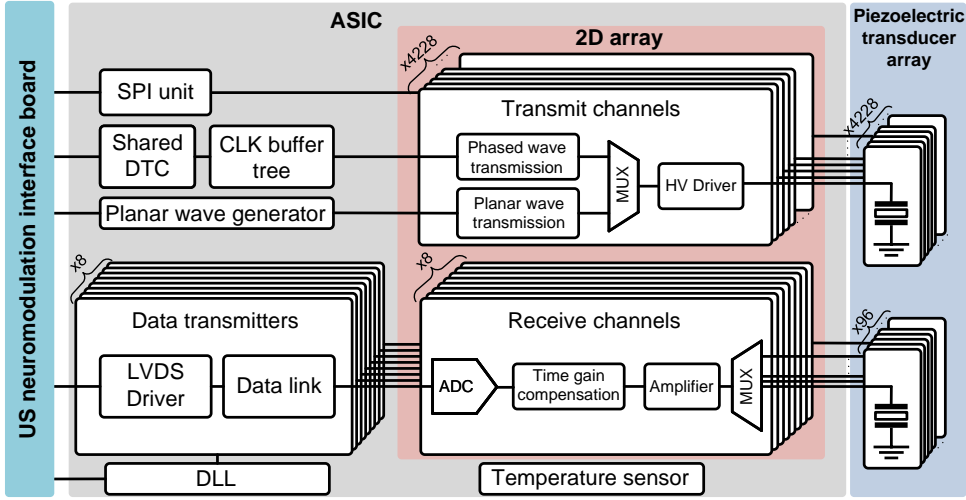 US neuromodulation interface board
ASIC
2D array
Piezoelectric
transducer
array
x4228
SPI unit
Transmit channels
x4228
Shared
DTC
CLK buffer
tree
Phased wave
transmission
MUX
HV Driver
Planar wave generator
Planar wave
transmission
x8
Data transmitters
x8
Receive channels
x96
LVDS
Driver
Data link
ADC
Time gain
compensation
Amplifier
MUX
DLL
Temperature sensor